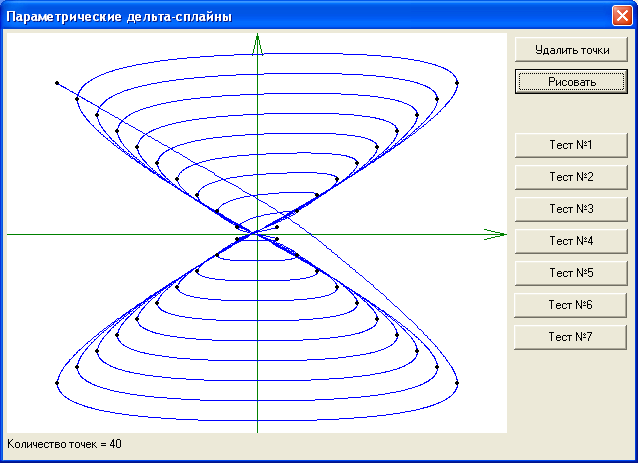 Параметрические дельта-сплайны
Удалить точки
Рисовать
Тест №1
Тест №2
Тест №3
Тест №4
Тест №5
Тест №6
Тест №7
Количество точек = 40